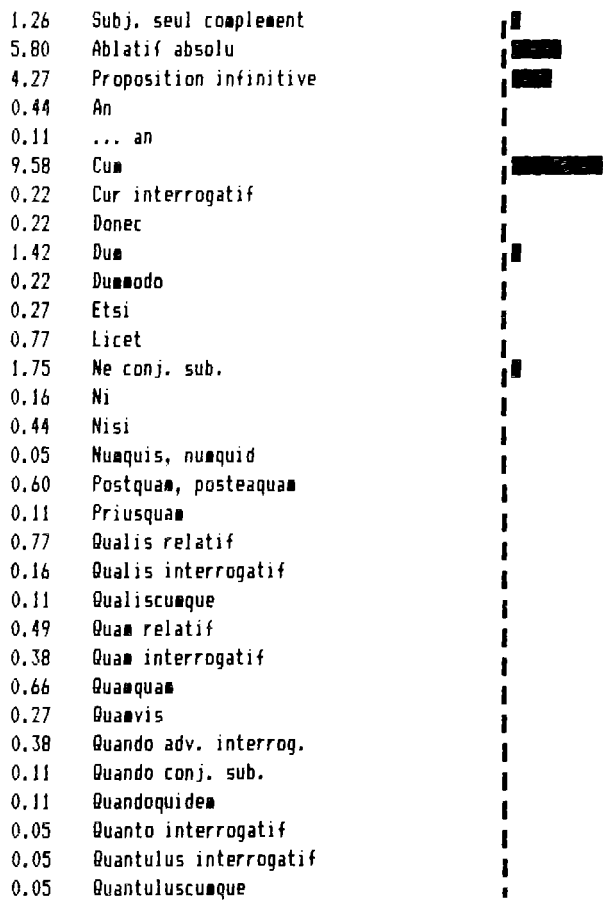 1.26 Subj. seul complement
5.80 Ablatif absolu
4.27 Proposition infinitive
0.44 An
0.11 ... an
9.58 Cum
0.22 Cur interrogatif
0.22 Donec
1.42 Dum
0.22 Dummodo
0.27 Etsi
0.77 Licet
1.75 Ne conj. sub.
0.16 Ni
0.44 Nisi
0.05 Numquis, numquid
0.60 Postquam, posteaquam
0.11 Priusquam
0.77 Qualis relatif
0.16 Qualis interrogatif
0.11 Qualiscumque
0.49 Quam relatif
0.38 Quam interrogatif
0.66 Quamquam
0.27 Quamvis
0.38 Quando adv. interrog.
0.11 Quando conj. sub.
0.11 Quandoquidem
0.05 Quanto interrogatif
0.05 Quantulus interrogatif
0.05 Quantuluscumque